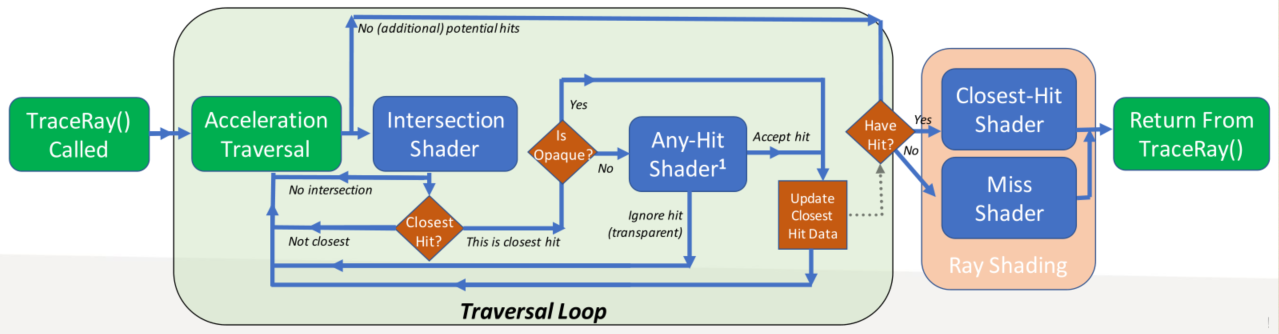 No (additional) potential hits
TraceRay()
Called
Acceleration
Traversal
Intersection
Shader
No intersection
Closest
Hit?
Not closest
This is closest hit
Yes
Is
Opaque?
No
Any-Hit
Shader¹
Accept hit
Ignore hit
(transparent)
Update
Closest
Hit Data
Have
Hit?
Yes
No
Closest-Hit
Shader
Miss
Shader
Ray Shading
Return From
TraceRay()
Traversal Loop